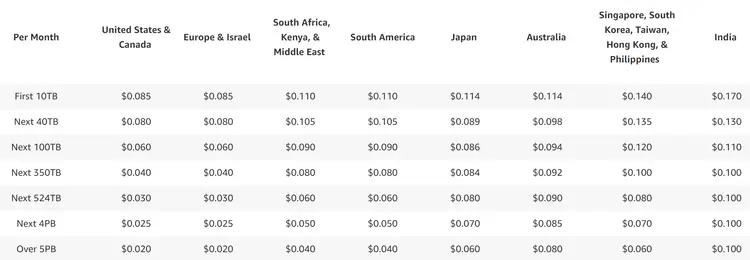 Per Month United States & Canada Europe & Israel South Africa, Kenya, & Middle East South America Japan Australia Singapore, South Korea, Taiwan, Hong Kong, & Philippines India
First 10TB $0.085 $0.085 $0.110 $0.110 $0.114 $0.114 $0.140 $0.170
Next 40TB $0.080 $0.080 $0.105 $0.105 $0.089 $0.098 $0.135 $0.130
Next 100TB $0.060 $0.060 $0.090 $0.090 $0.086 $0.094 $0.120 $0.110
Next 350TB $0.040 $0.040 $0.080 $0.080 $0.084 $0.092 $0.100 $0.100
Next 524TB $0.030 $0.030 $0.060 $0.060 $0.080 $0.090 $0.080 $0.100
Next 4PB $0.025 $0.025 $0.050 $0.050 $0.070 $0.085 $0.070 $0.100
Over 5PB $0.020 $0.020 $0.040 $0.040 $0.060 $0.080 $0.060 $0.100